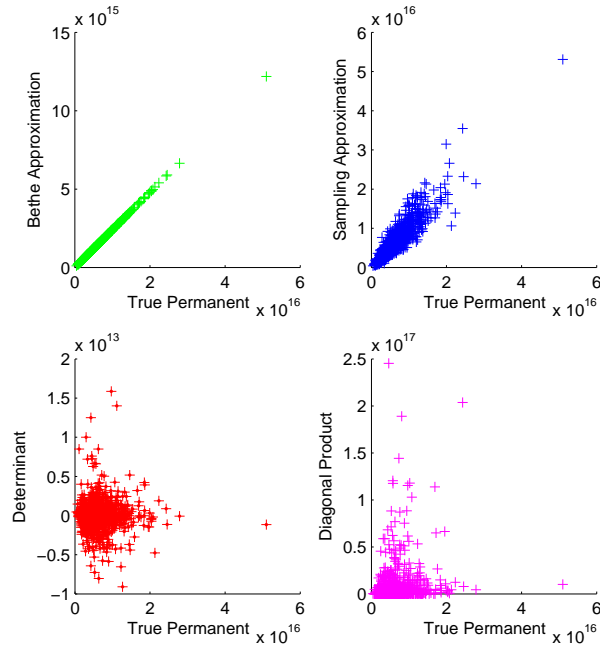 x 10^15
15
10
5
0
Bethe Approximation
0 2 4 6
True Permanent
x 10^16
x 10^16
6
5
4
3
2
1
0
Sampling Approximation
0 2 4 6
True Permanent
x 10^16
x 10^13
2
1.5
1
0.5
0
−0.5
−1
Determinant
0 2 4 6
True Permanent
x 10^16
x 10^17
2.5
2
1.5
1
0.5
0
Diagonal Product
0 2 4 6
True Permanent
x 10^16